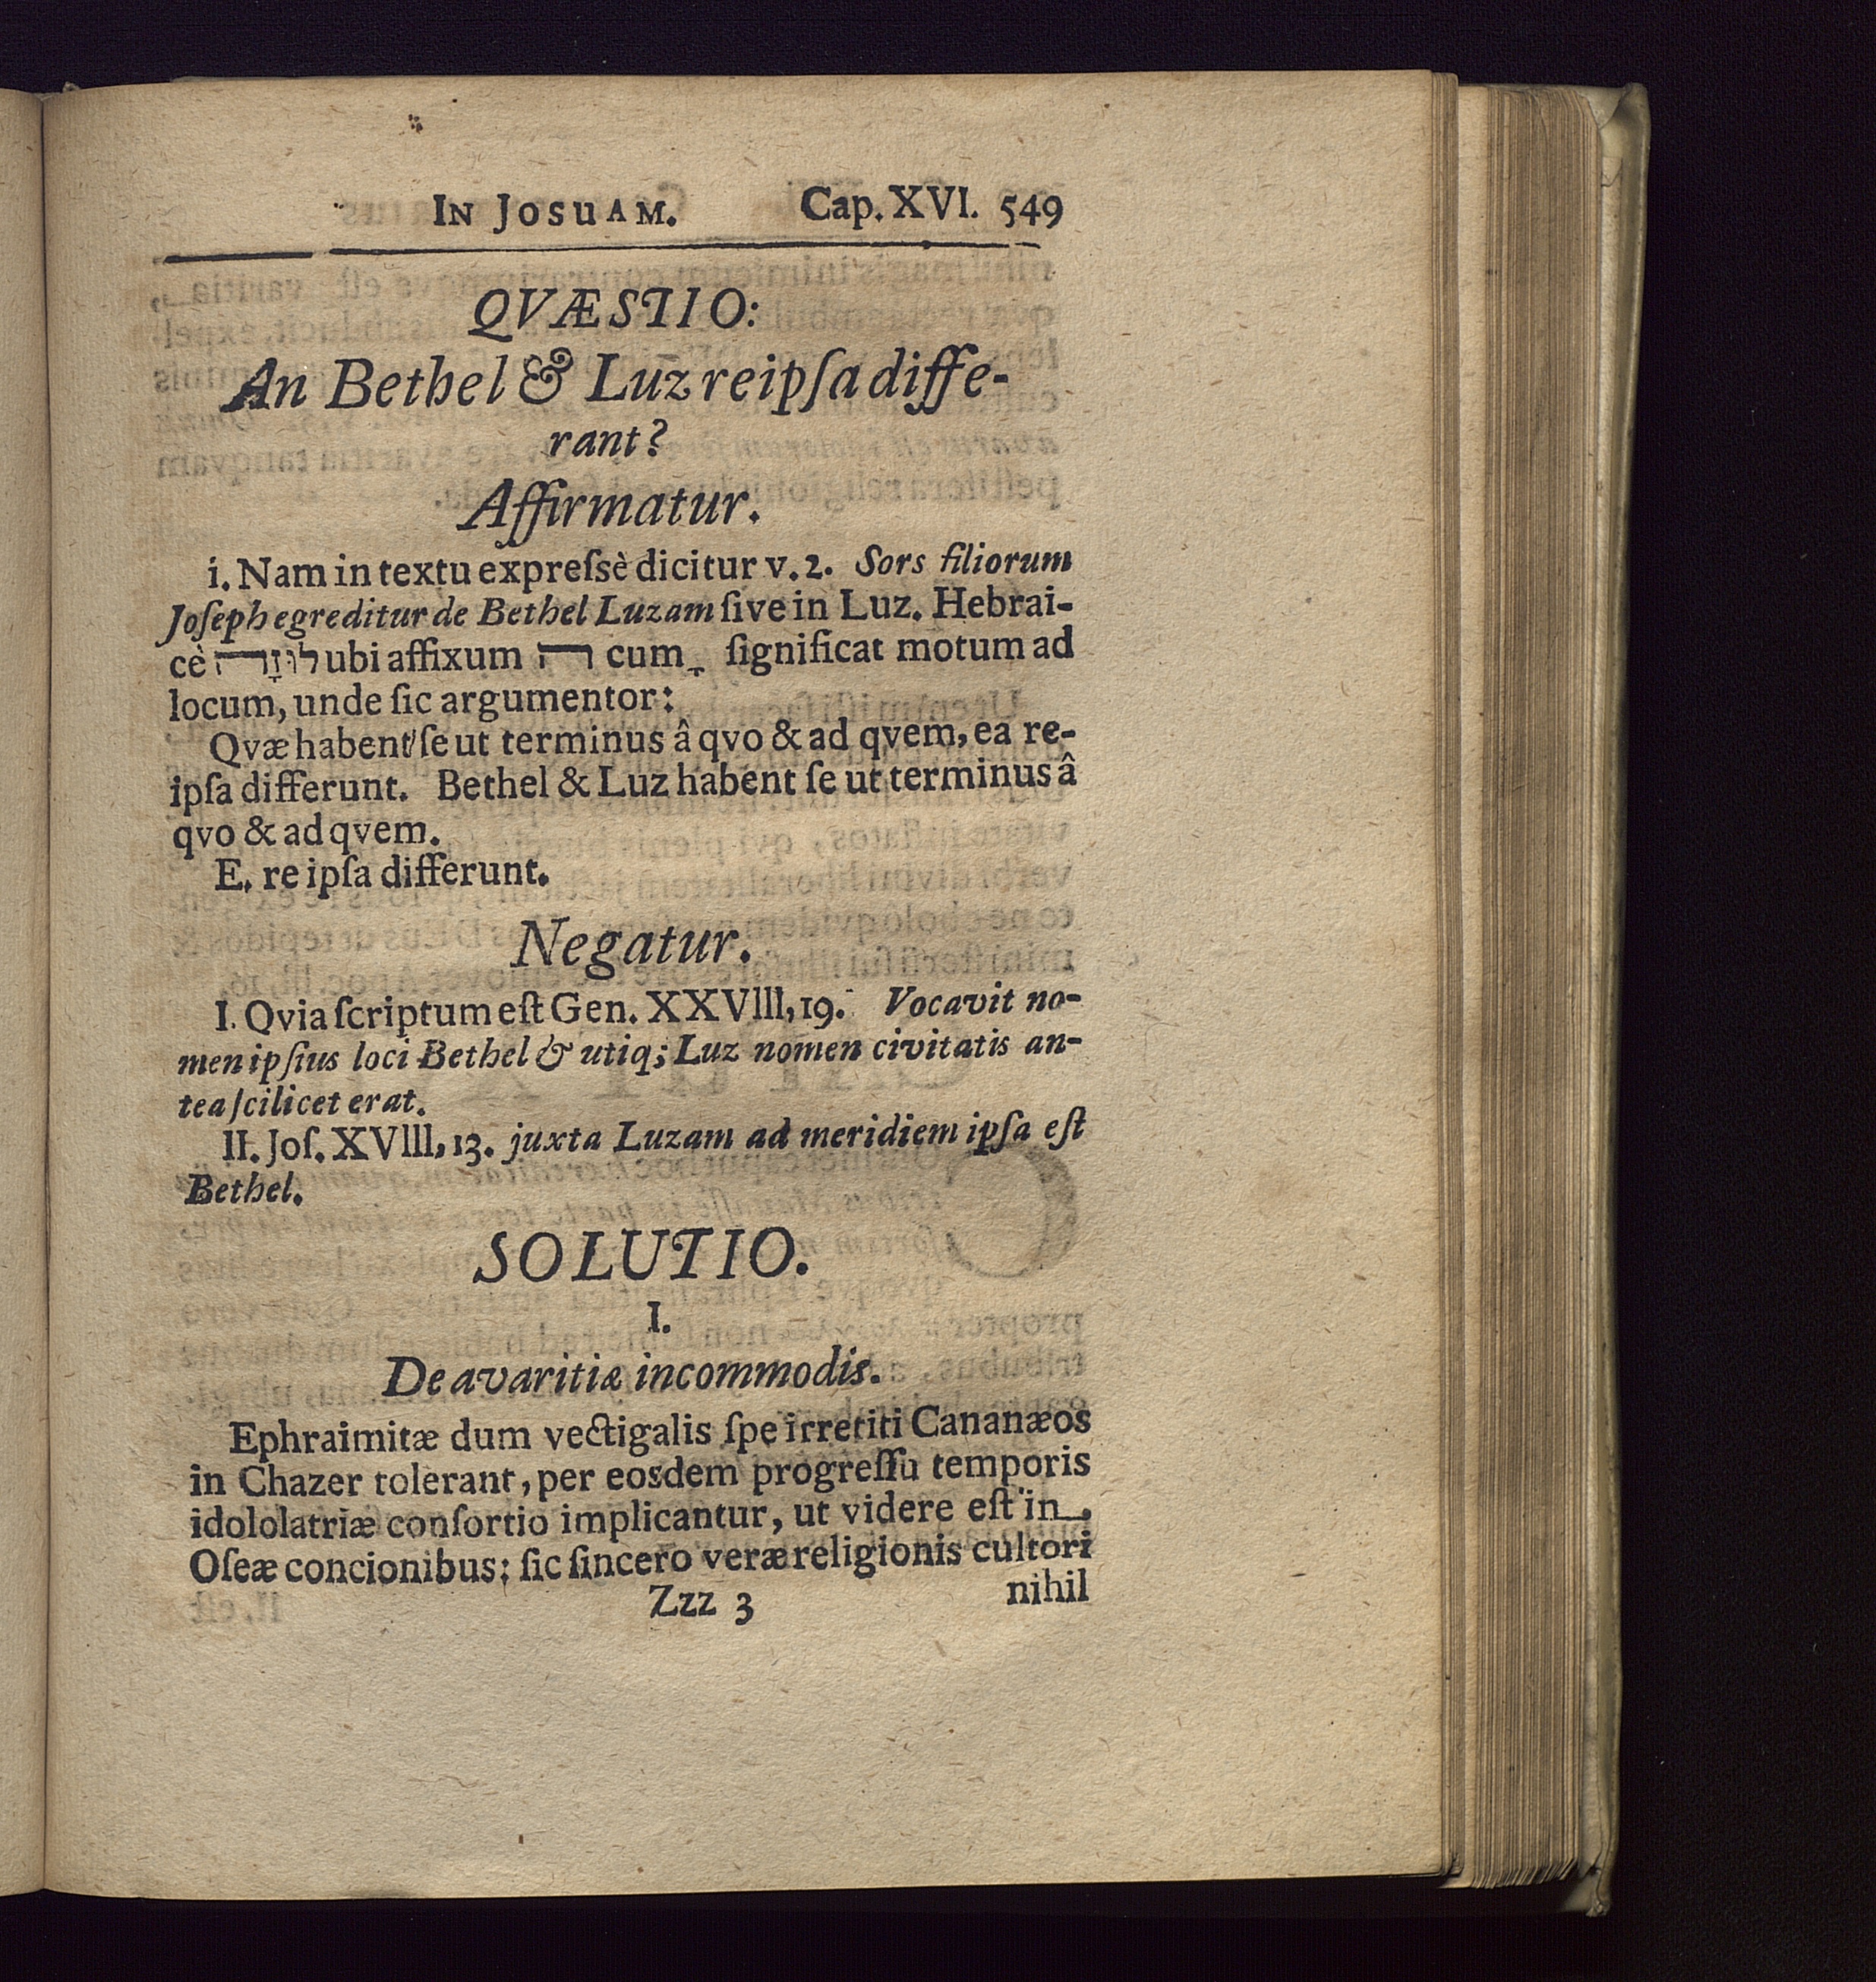 IN JOSUAM. Cap. XVI. 549
QVÆSTIO:
An Bethel & Luz reipſa diffe-
rant?
Affirmatur.
i. Nam in textu expreſsè dicitur v. 2. Sors filiorum
Joſeph egreditur de Bethel Luzam ſive in Luz. Hebrai-
cè לוּזָה ubi affixum ה cum ָ ſignificat motum ad
locum, unde ſic argumentor:
Qvæ habent ſe ut terminus â qvo & ad qvem, ea re-
ipſa differunt. Bethel & Luz habent ſe ut terminus â
qvo & ad qvem.
E. re ipſa differunt.
Negatur.
I. Qvia ſcriptum eſt Gen. XXVIII, 19. Vocavit no-
men ipſius loci Bethel & utiq; Luz nomen civitatis an-
tea ſcilicet erat.
II. Joſ. XVIII, 13. juxta Luzam ad meridiem ipſa eſt
Bethel.
SOLUTIO.
I.
De avaritiæ incommodis.
Ephraimitæ dum vectigalis ſpe irretiti Cananæos
in Chazer tolerant, per eosdem progreſſu temporis
idololatriæ conſortio implicantur, ut videre eſt in
Oſeæ concionibus: ſic ſincero veræ religionis cultori
Zzz 3 nihil